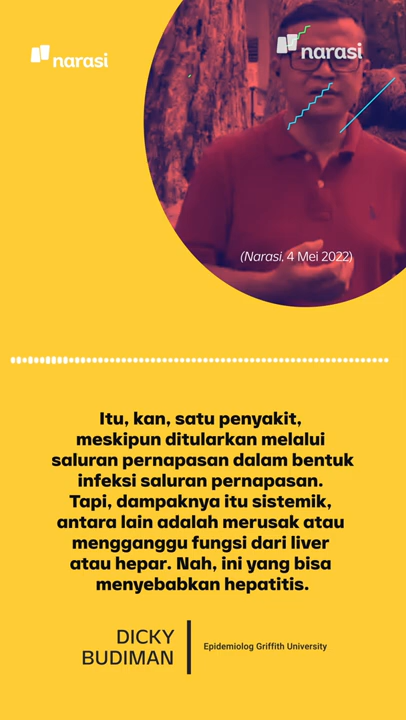 narasi
narasi
(Narasi, 4 Mei 2022)
Itu, kan, satu penyakit,
meskipun ditularkan melalui
saluran pernapasan dalam bentuk
infeksi saluran pernapasan.
Tapi, dampaknya itu sistemik,
antara lain adalah merusak atau
mengganggu fungsi dari liver
atau hepar. Nah, ini yang bisa
menyebabkan hepatitis.
DICKY
BUDIMAN
Epidemiolog Griffith University